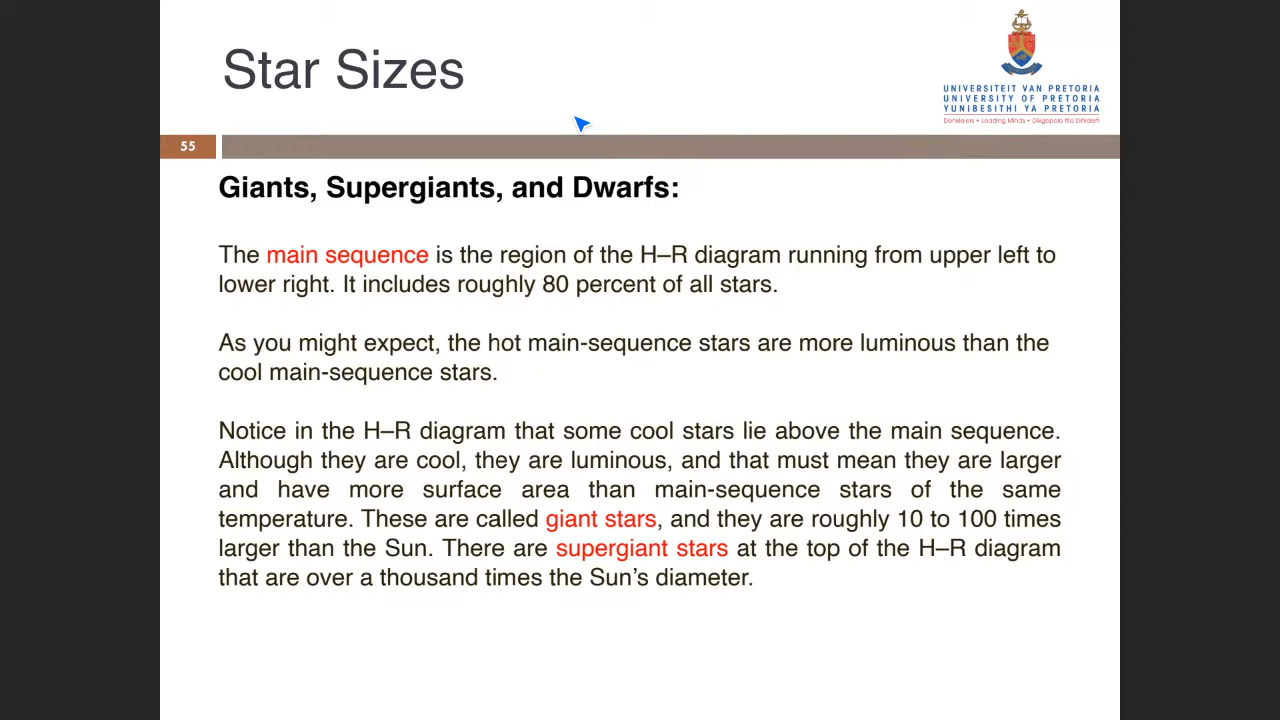 Star Sizes
UNIVERSITEIT VAN PRETORIA
UNIVERSITY OF PRETORIA
YUNIBESITHI YA PRETORIA
Denkleiers • Leading Minds • Dikgopolo tša Dihlalefi
55
Giants, Supergiants, and Dwarfs:
The main sequence is the region of the H–R diagram running from upper left to
lower right. It includes roughly 80 percent of all stars.
As you might expect, the hot main-sequence stars are more luminous than the
cool main-sequence stars.
Notice in the H–R diagram that some cool stars lie above the main sequence.
Although they are cool, they are luminous, and that must mean they are larger
and have more surface area than main-sequence stars of the same
temperature. These are called giant stars, and they are roughly 10 to 100 times
larger than the Sun. There are supergiant stars at the top of the H–R diagram
that are over a thousand times the Sun’s diameter.